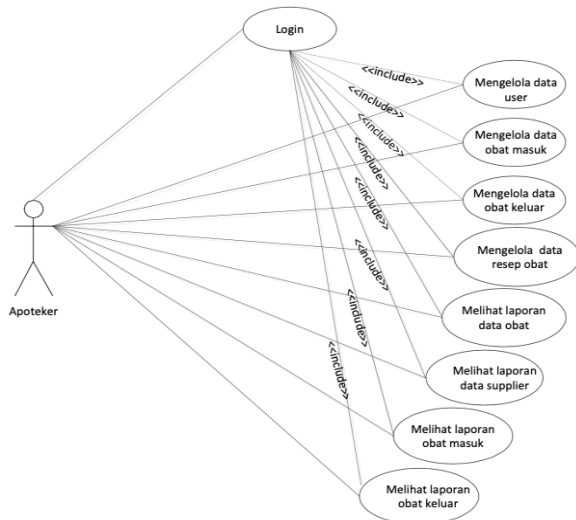 Login
<<include>>
Mengelola data
user
<<include>>
Mengelola data
obat masuk
<<include>>
<<include>>
Mengelola data
obat keluar
<<include>>
Mengelola data
resep obat
<<include>>
Apoteker
Melihat laporan
data obat
<<include>>
Melihat laporan
data supplier
<<include>>
Melihat laporan
obat masuk
Melihat laporan
obat keluar